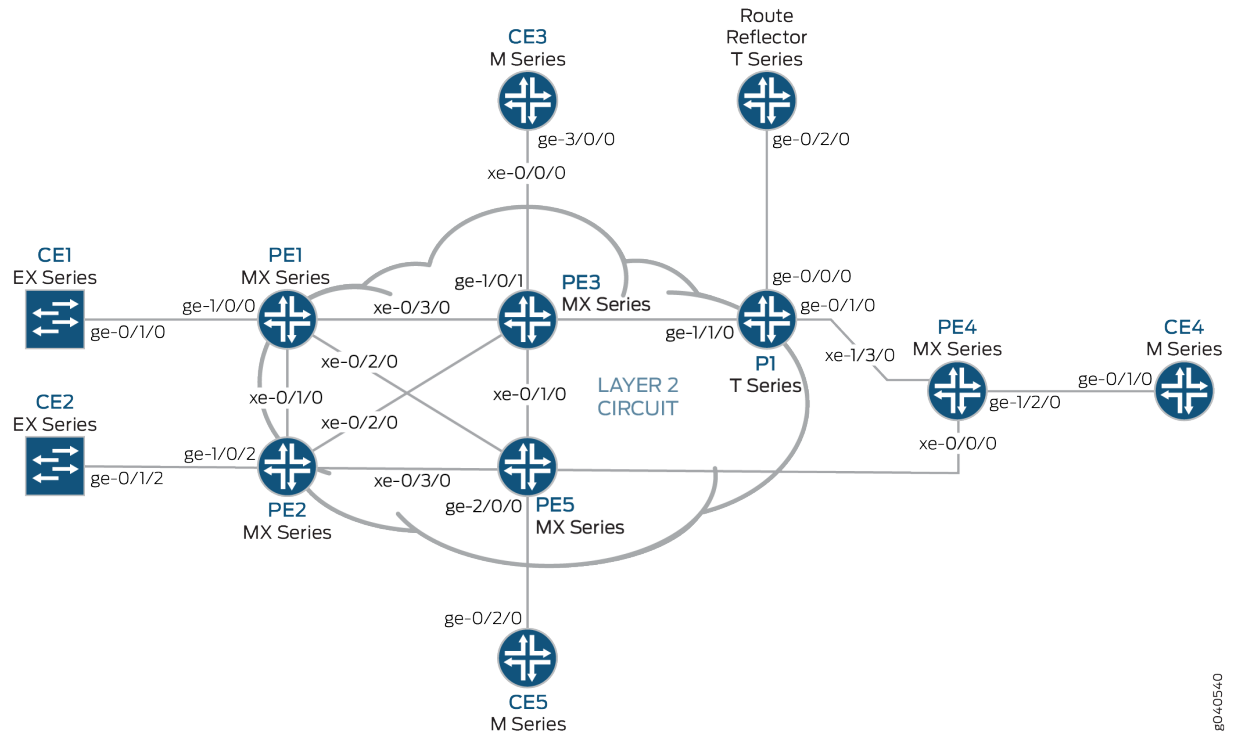 CE3
M Series
ge-3/0/0
xe-0/0/0
Route
Reflector
T Series
ge-0/2/0
CE1
EX Series
ge-0/1/0
PE1
MX Series
ge-1/0/0
xe-0/3/0
ge-1/0/1
PE3
MX Series
ge-1/1/0
ge-0/0/0
ge-0/1/0
P1
T Series
xe-1/3/0
PE4
MX Series
ge-1/2/0
xe-0/0/0
CE4
M Series
ge-0/1/0
xe-0/2/0
xe-0/1/0
xe-0/2/0
xe-0/1/0
LAYER 2
CIRCUIT
CE2
EX Series
ge-0/1/2
ge-1/0/2
PE2
MX Series
xe-0/3/0
ge-2/0/0
PE5
MX Series
ge-0/2/0
CE5
M Series
g040540